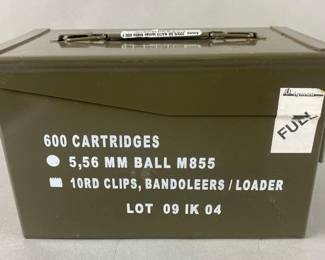 600 CARTRIDGES
5,56 MM BALL M855
10RD CLIPS, BANDOLEERS / LOADER
LOT 09 IK 04
FULL